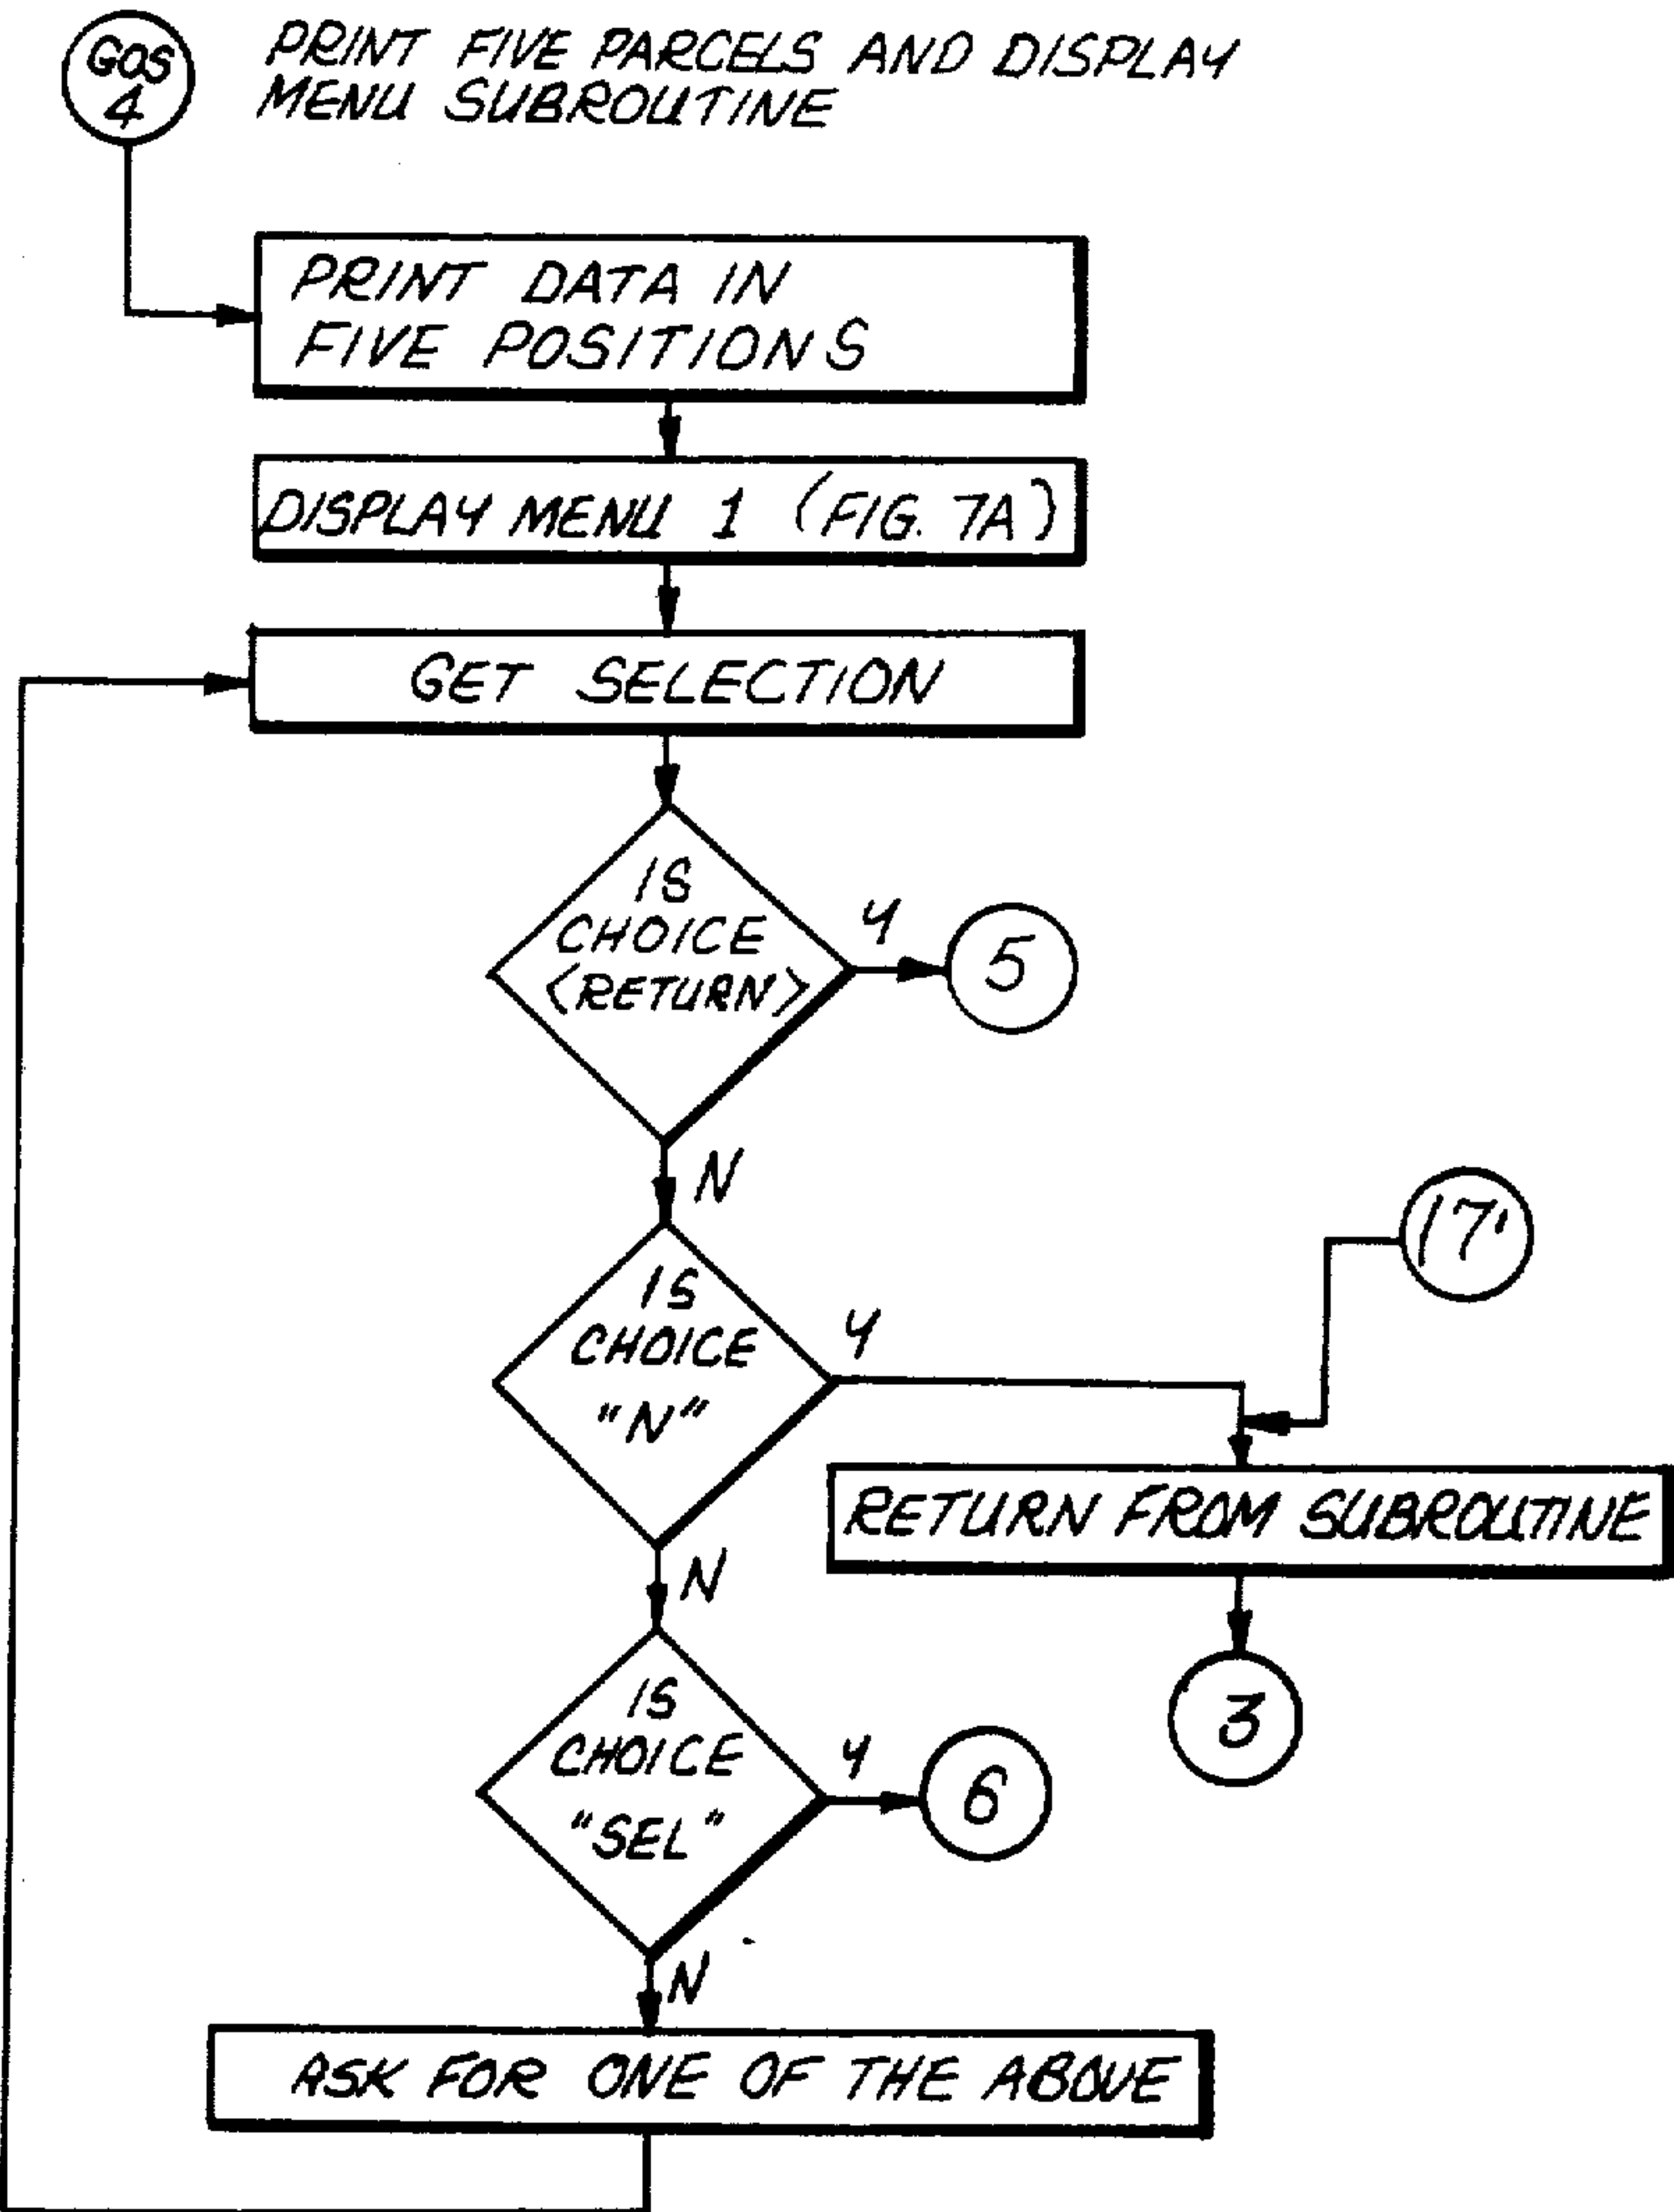 GOS
4
PRINT FIVE PARCELS AND DISPLAY
MENU SUBROUTINE
PRINT DATA IN
FIVE POSITIONS
DISPLAY MENU 1 (FIG. 7A)
GET SELECTION
IS
CHOICE
<RETURN>
Y
5
N
17'
IS
CHOICE
"N"
Y
RETURN FROM SUBROUTINE
3
N
IS
CHOICE
"SEL"
Y
6
N
ASK FOR ONE OF THE ABOVE